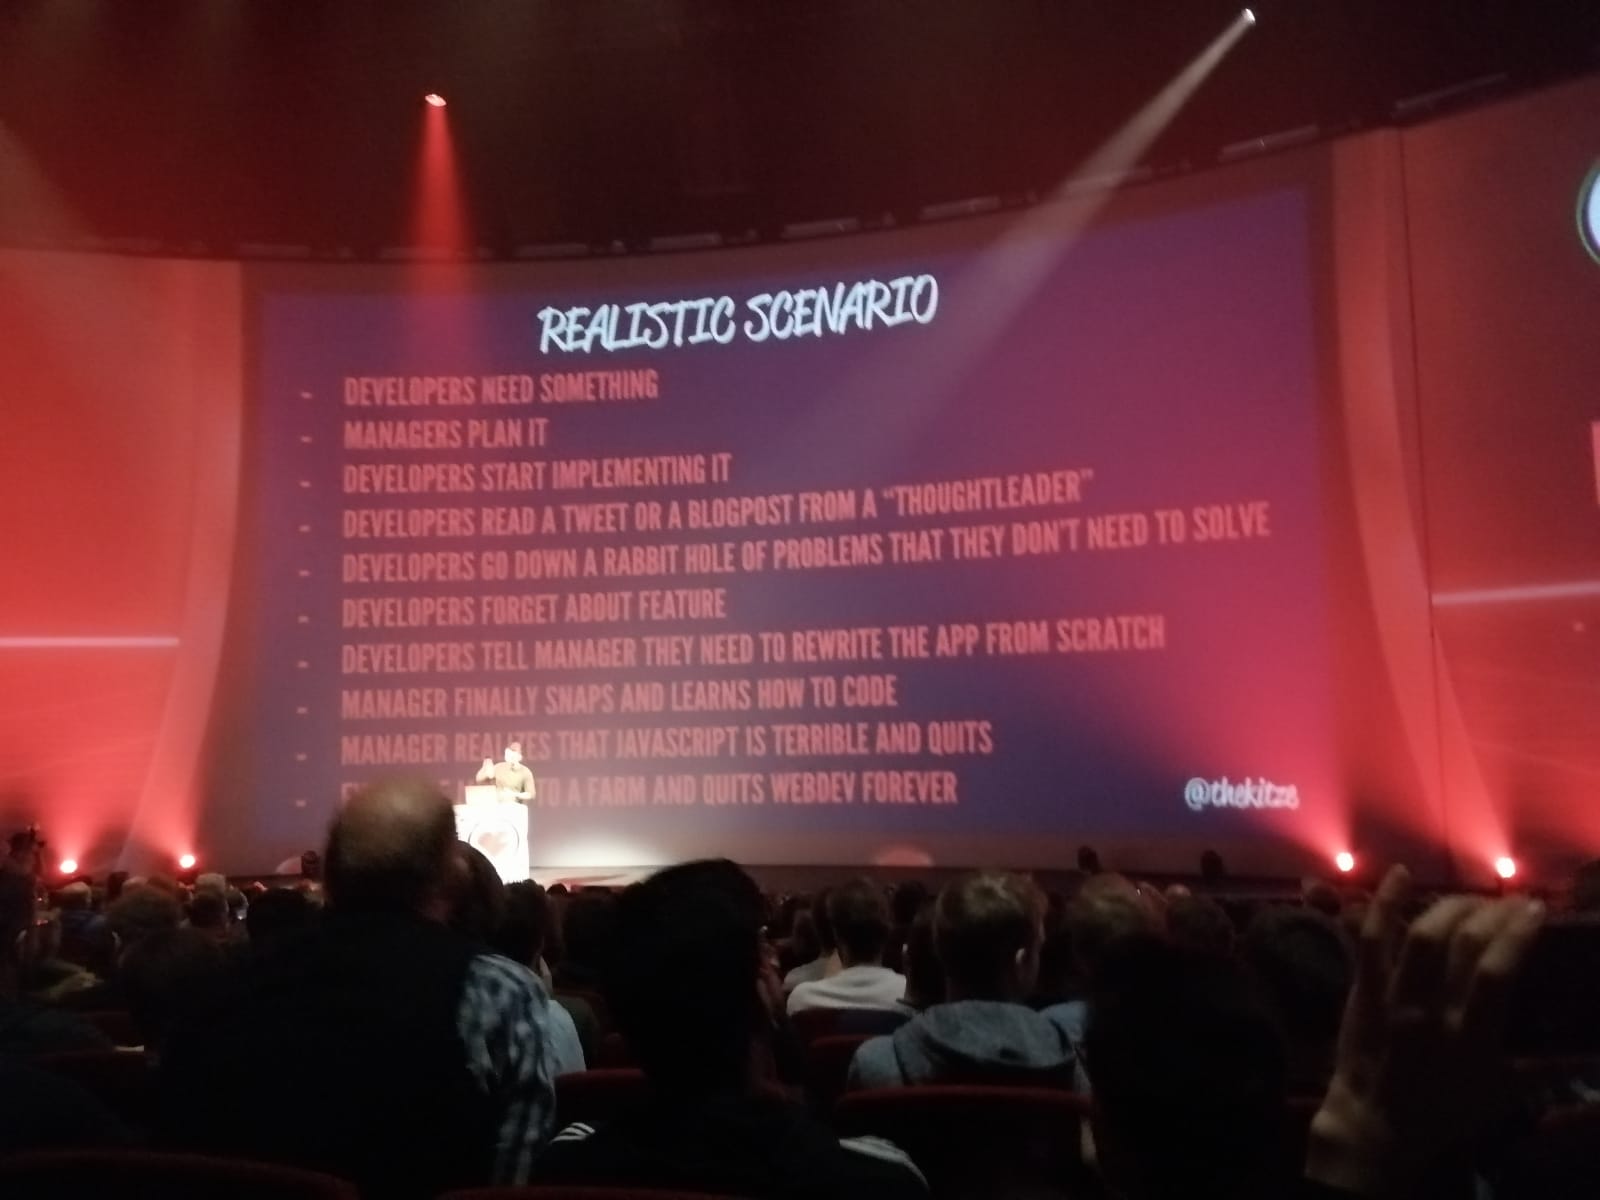 REALISTIC SCENARIO
- DEVELOPERS NEED SOMETHING
- MANAGERS PLAN IT
- DEVELOPERS START IMPLEMENTING IT
- DEVELOPERS READ A TWEET OR A BLOGPOST FROM A “THOUGHTLEADER”
- DEVELOPERS GO DOWN A RABBIT HOLE OF PROBLEMS THAT THEY DON'T NEED TO SOLVE
- DEVELOPERS FORGET ABOUT FEATURE
- DEVELOPERS TELL MANAGER THEY NEED TO REWRITE THE APP FROM SCRATCH
- MANAGER FINALLY SNAPS AND LEARNS HOW TO CODE
- MANAGER REALIZES THAT JAVASCRIPT IS TERRIBLE AND QUITS
- TO A FARM AND QUITS WEBDEV FOREVER
@thekitze